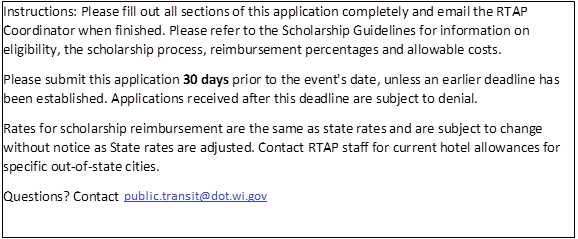 Instructions: Please fill out all sections of this application completely and email the RTAP
Coordinator when finished. Please refer to the Scholarship Guidelines for information on
eligibility, the scholarship process, reimbursement percentages and allowable costs.
Please submit this application 30 days prior to the event's date, unless an earlier deadline has
been established. Applications received after this deadline are subject to denial.
Rates for scholarship reimbursement are the same as state rates and are subject to change
without notice as State rates are adjusted. Contact RTAP staff for current hotel allowances for
specific out-of-state cities.
Questions? Contact public.transit@dot.wi.gov